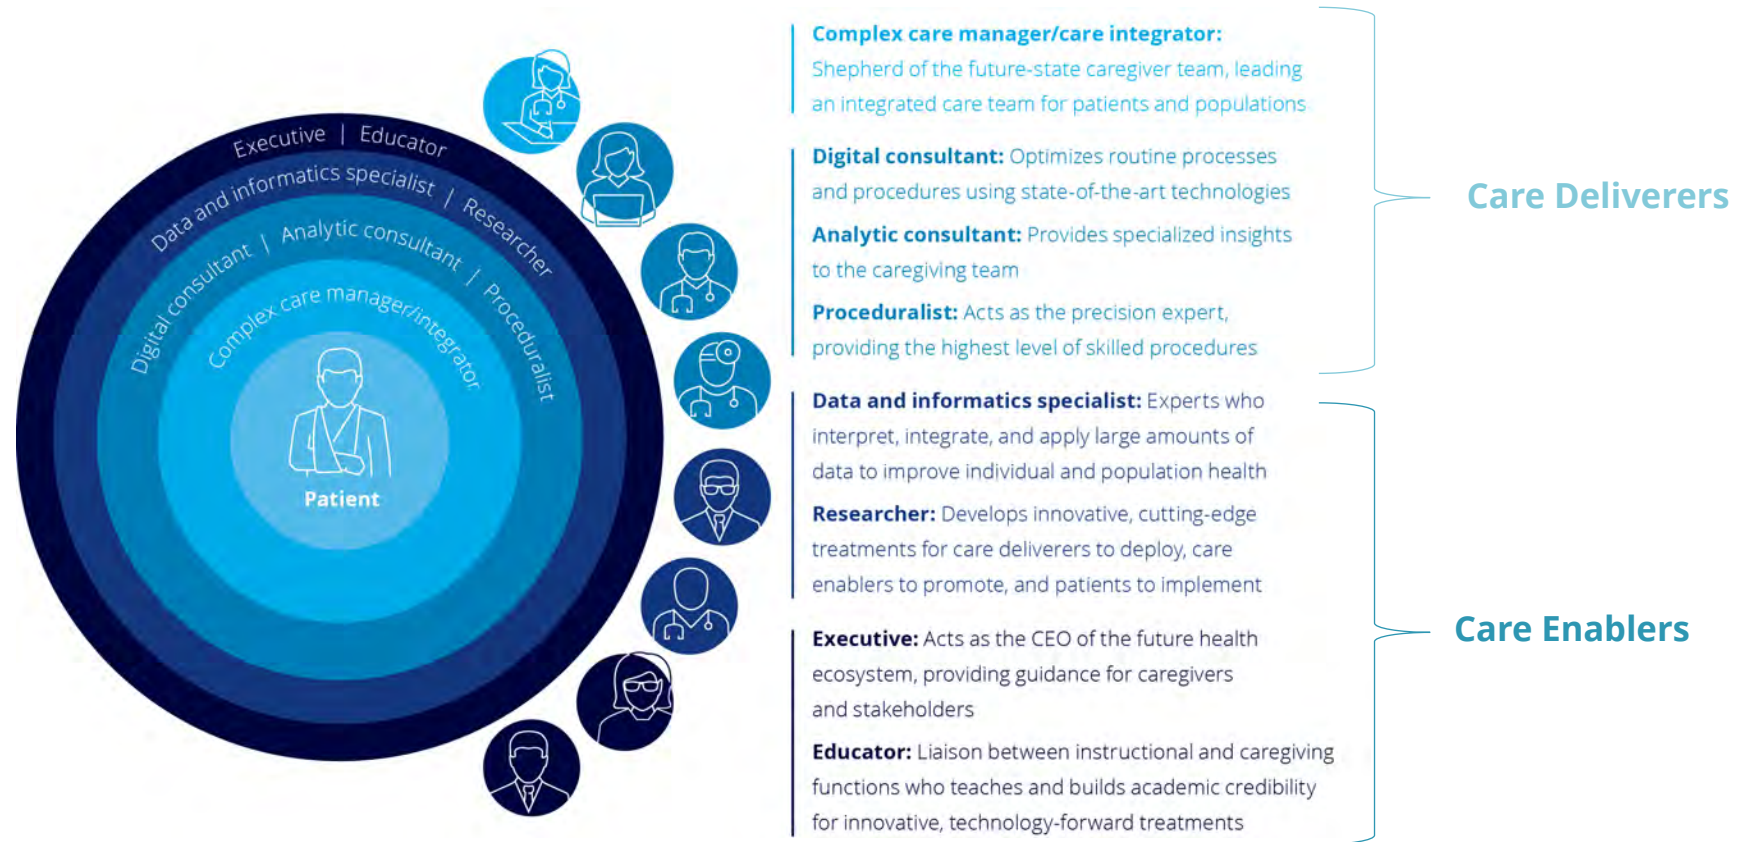 Executive | Educator
Data and informatics specialist | Researcher
Digital consultant | Analytic consultant | Proceduralist
Complex care manager/integrator
Patient
Complex care manager/care integrator:
Shepherd of the future-state caregiver team, leading
an integrated care team for patients and populations
Digital consultant: Optimizes routine processes
and procedures using state-of-the-art technologies
Analytic consultant: Provides specialized insights
to the caregiving team
Proceduralist: Acts as the precision expert,
providing the highest level of skilled procedures
Care Deliverers
Data and informatics specialist: Experts who
interpret, integrate, and apply large amounts of
data to improve individual and population health
Researcher: Develops innovative, cutting-edge
treatments for care deliverers to deploy, care
enablers to promote, and patients to implement
Executive: Acts as the CEO of the future health
ecosystem, providing guidance for caregivers
and stakeholders
Educator: Liaison between instructional and caregiving
functions who teaches and builds academic credibility
for innovative, technology-forward treatments
Care Enablers